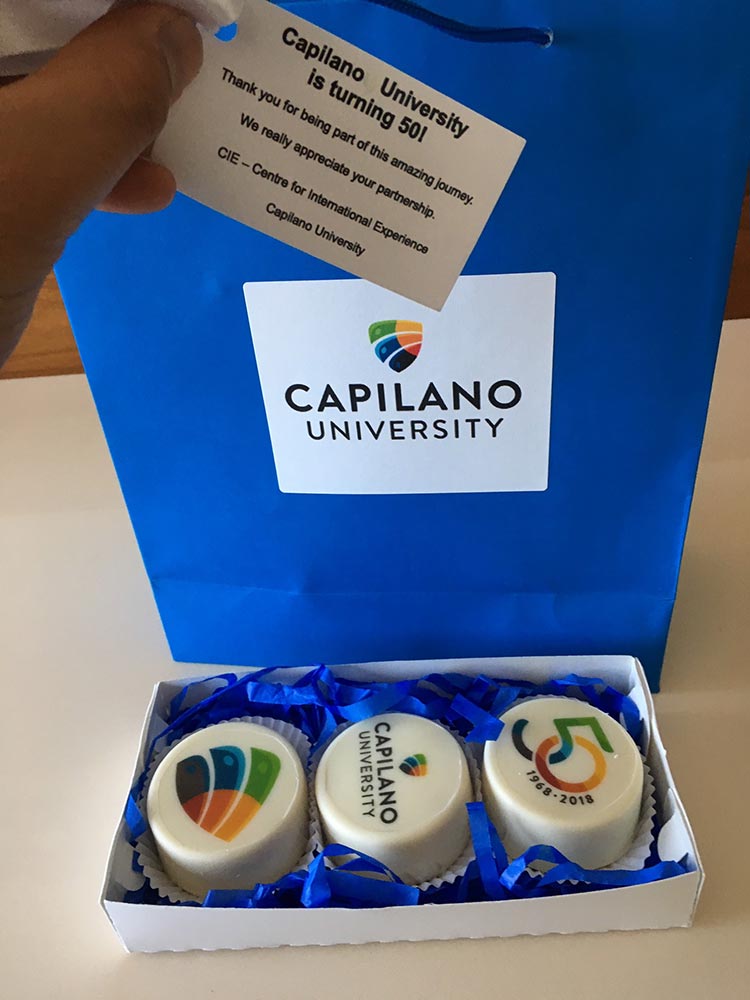 Capilano University
is turning 50!
Thank you for being part of this amazing journey.
We really appreciate your partnership.
CIE – Centre for International Experience
Capilano University
CAPILANO
UNIVERSITY
CAPILANO
UNIVERSITY
50
1968-2018